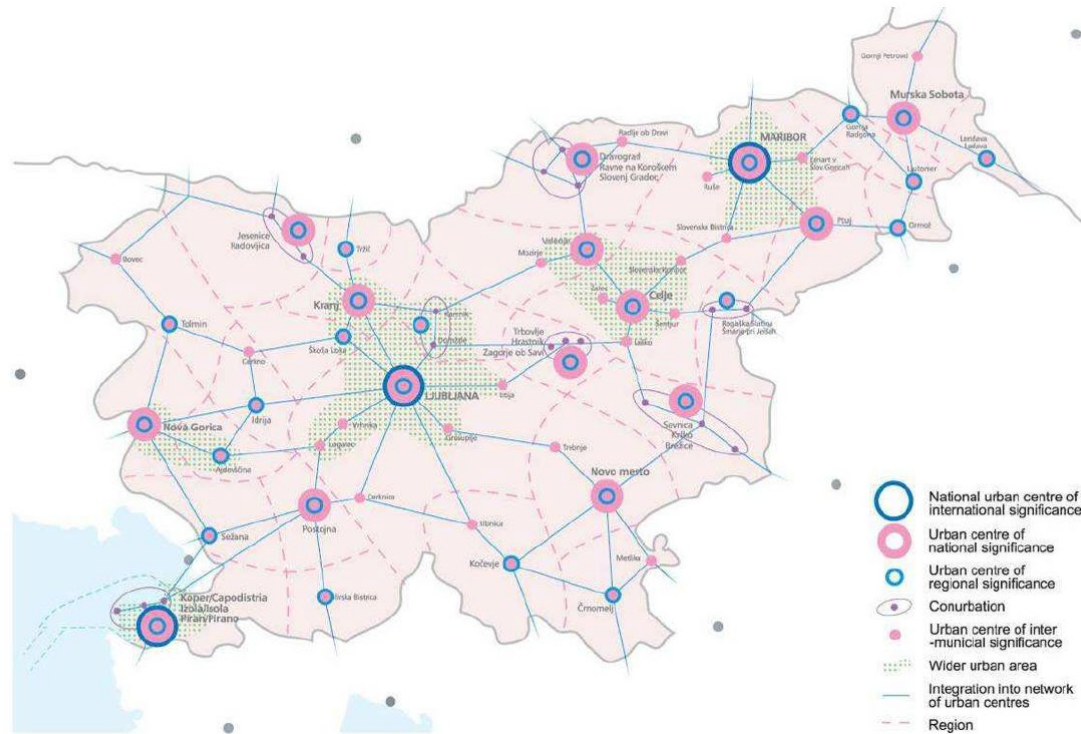 Gornji Petrovci
Murska Sobota
MARIBOR
Gornja
Radgona
Lendava
Radlje ob Dravi
Dravograd
Ravne na Koroškem
Slovenj Gradec
Lenart v
Slov. Goricah
Ljutomer
Ruše
Ptuj
Ormož
Slovenska Bistrica
Jesenice
Radovljica
Tržič
Velenje
Mozirje
Slovenske Konjice
Bovec
Žalec
Celje
Kranj
Kamnik
Šentjur
Rogaška Slatina
Šmarje pri Jelšah
Tolmin
Škofja Loka
Domžale
Trbovlje
Hrastnik
Zagorje ob Savi
Laško
Cerkno
LJUBLJANA
Litija
Nova Gorica
Idrija
Vrhnika
Grosuplje
Sevnica
Krško
Brežice
Logatec
Trebnje
Ajdovščina
Novo mesto
Cerknica
Postojna
Ribnica
Sežana
Kočevje
Metlika
Koper/Capodistria
Izola/Isola
Piran/Pirano
Ilirska Bistrica
Črnomelj
National urban centre of
international significance
Urban centre of
national significance
Urban centre of
regional significance
Conurbation
Urban centre of inter
-municial significance
Wider urban area
Integration into network
of urban centres
Region